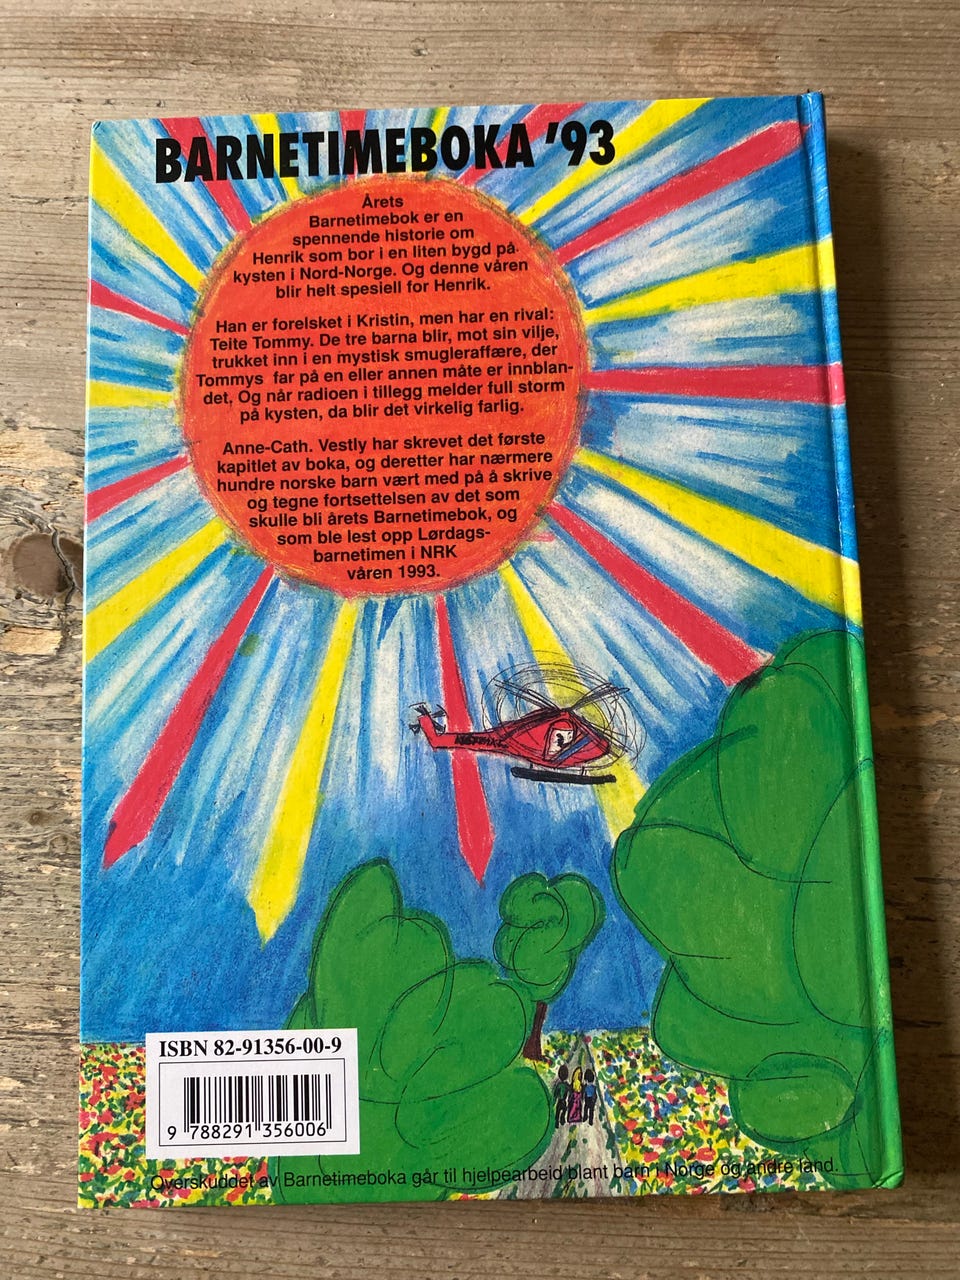 BARNETIMEBOKA '93
Årets
Barnetimebok er en
spennende historie om
Henrik som bor i en liten bygd på
kysten i Nord-Norge. Og denne våren
blir helt spesiell for Henrik.
Han er forelsket i Kristin, men har en rival:
Teite Tommy. De tre barna blir, mot sin vilje,
trukket inn i en mystisk smugleraffære, der
Tommys far på en eller annen måte er innblan-
det. Og når radioen i tillegg melder full storm
på kysten, da blir det virkelig farlig.
Anne-Cath. Vestly har skrevet det første
kapitlet av boka, og deretter har nærmere
hundre norske barn vært med på å skrive
og tegne fortsettelsen av det som
skulle bli årets Barnetimebok, og
som ble lest opp Lørdags-
barnetimen i NRK
våren 1993.
ISBN 82-91356-00-9
9 788291 356006
Overskuddet av Barnetimeboka går til hjelpearbeid blant barn i Norge og andre land.